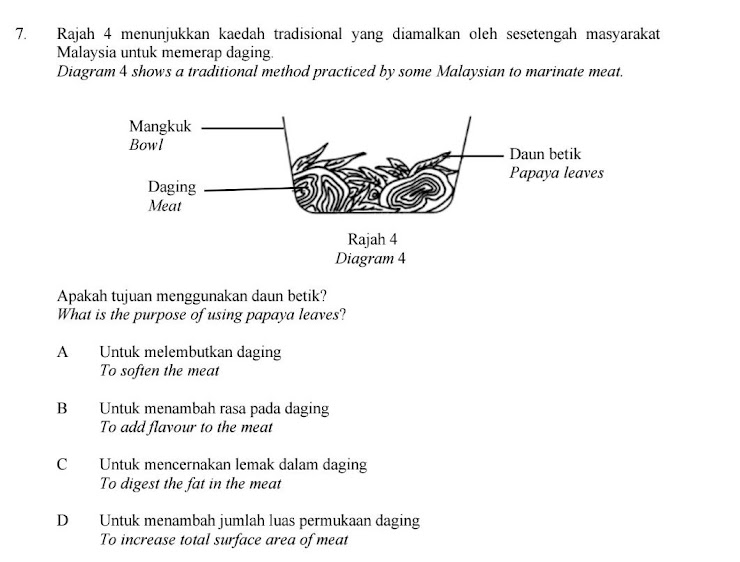 7. Rajah 4 menunjukkan kaedah tradisional yang diamalkan oleh sesetengah masyarakat
Malaysia untuk memerap daging.
Diagram 4 shows a traditional method practiced by some Malaysian to marinate meat.
Mangkuk
Bowl
Daun betik
Papaya leaves
Daging
Meat
Rajah 4
Diagram 4
Apakah tujuan menggunakan daun betik?
What is the purpose of using papaya leaves?
A Untuk melembutkan daging
To soften the meat
B Untuk menambah rasa pada daging
To add flavour to the meat
C Untuk mencernakan lemak dalam daging
To digest the fat in the meat
D Untuk menambah jumlah luas permukaan daging
To increase total surface area of meat